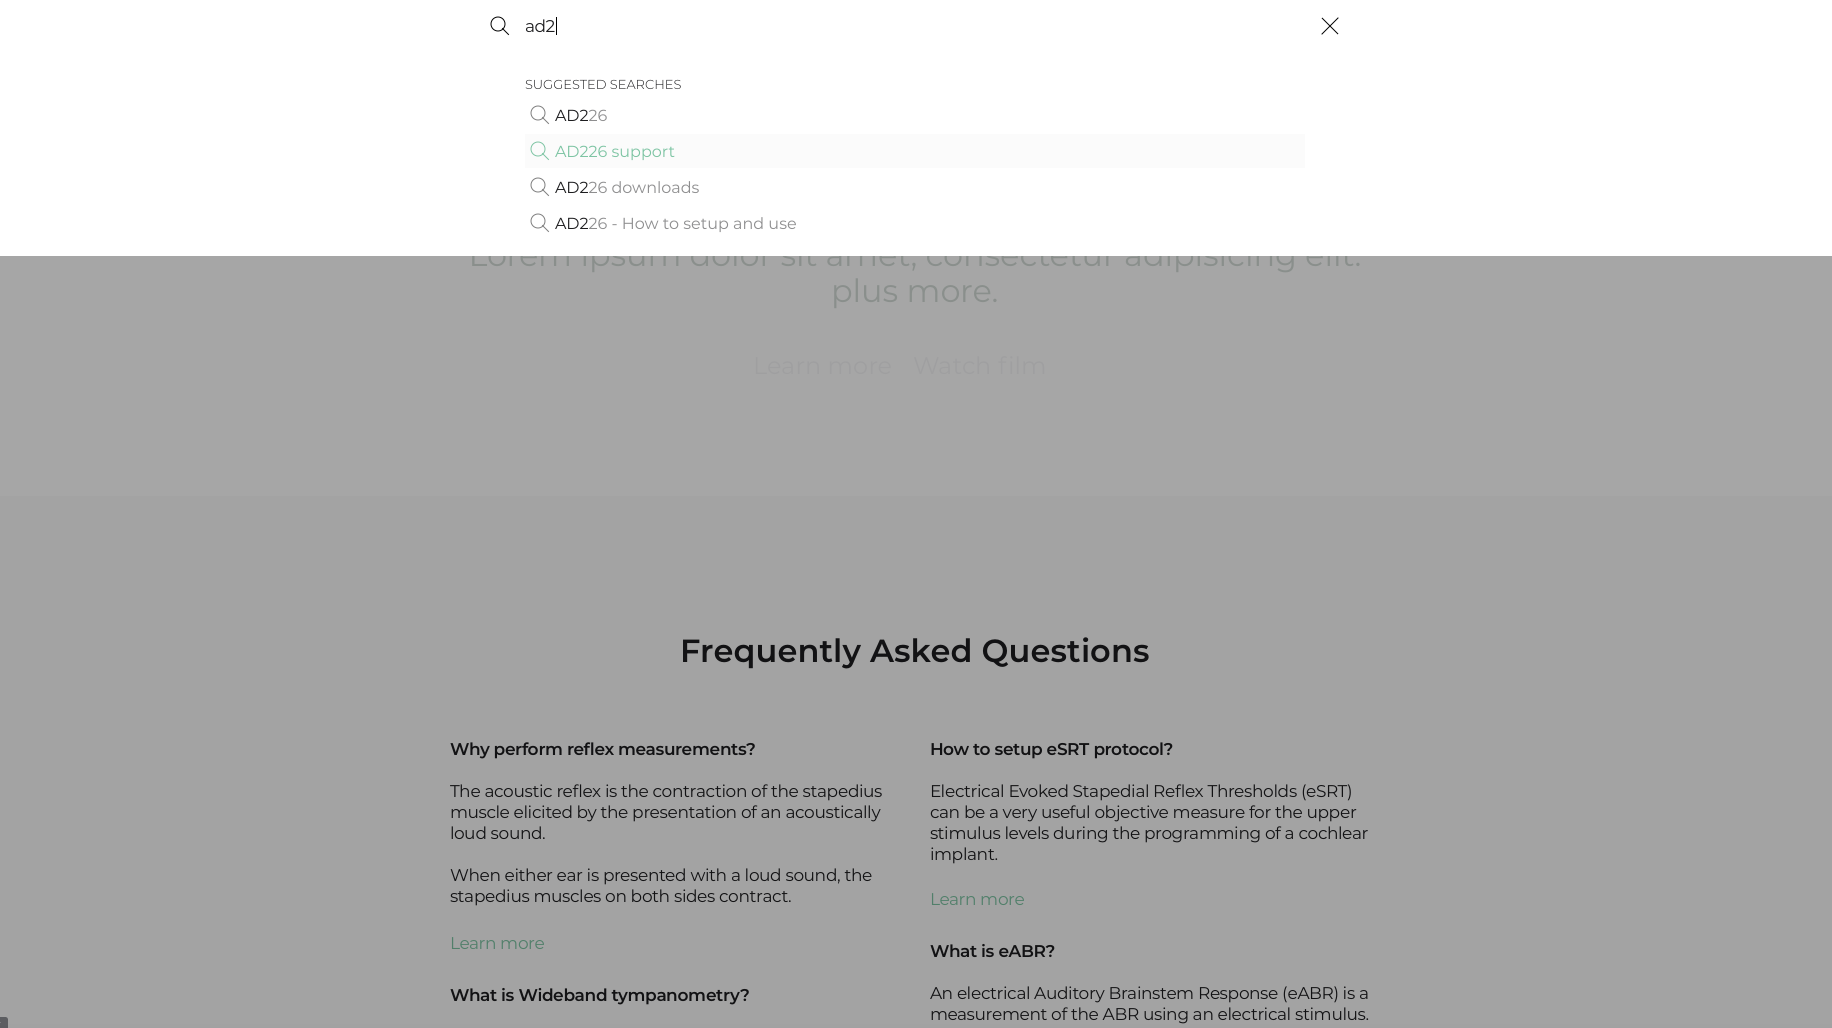 ad2
SUGGESTED SEARCHES
AD226
AD226 support
AD226 downloads
AD226 - How to setup and use
Lorem ipsum dolor sit amet, consectetur adipisicing elit.
plus more.
Learn more Watch film
Frequently Asked Questions
Why perform reflex measurements?
The acoustic reflex is the contraction of the stapedius
muscle elicited by the presentation of an acoustically
loud sound.
When either ear is presented with a loud sound, the
stapedius muscles on both sides contract.
Learn more
What is Wideband tympanometry?
How to setup eSRT protocol?
Electrical Evoked Stapedial Reflex Thresholds (eSRT)
can be a very useful objective measure for the upper
stimulus levels during the programming of a cochlear
implant.
Learn more
What is eABR?
An electrical Auditory Brainstem Response (eABR) is a
measurement of the ABR using an electrical stimulus.